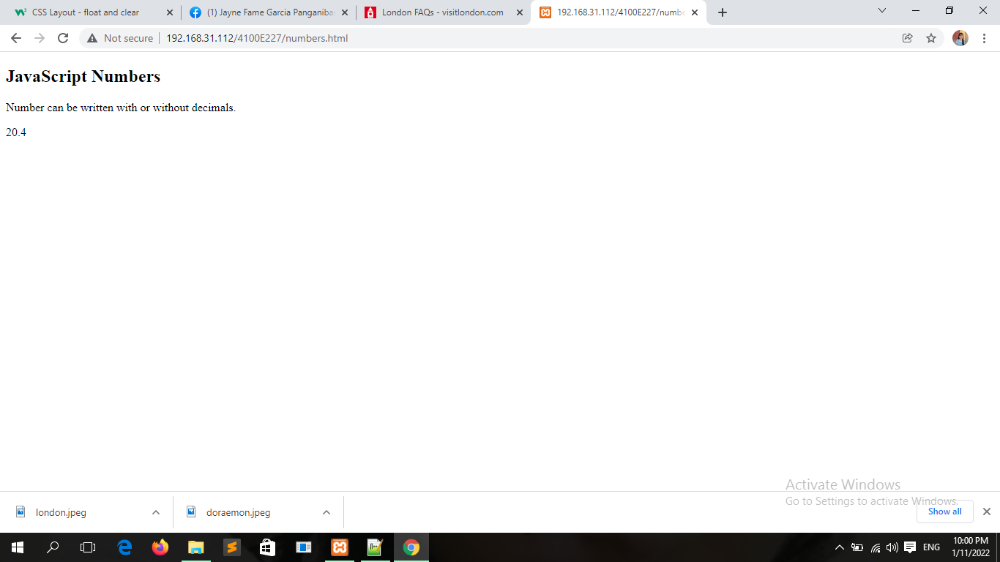 CSS Layout - float and clear
(1) Jayne Fame Garcia Panganiba
London FAQs - visitlondon.com
192.168.31.112/4100E227/numbe
Not secure
192.168.31.112/4100E227/numbers.html
JavaScript Numbers
Number can be written with or without decimals.
20.4
Activate Windows
Go to Settings to activate Windows.
london.jpeg
doraemon.jpeg
Show all
ENG
10:00 PM
1/11/2022